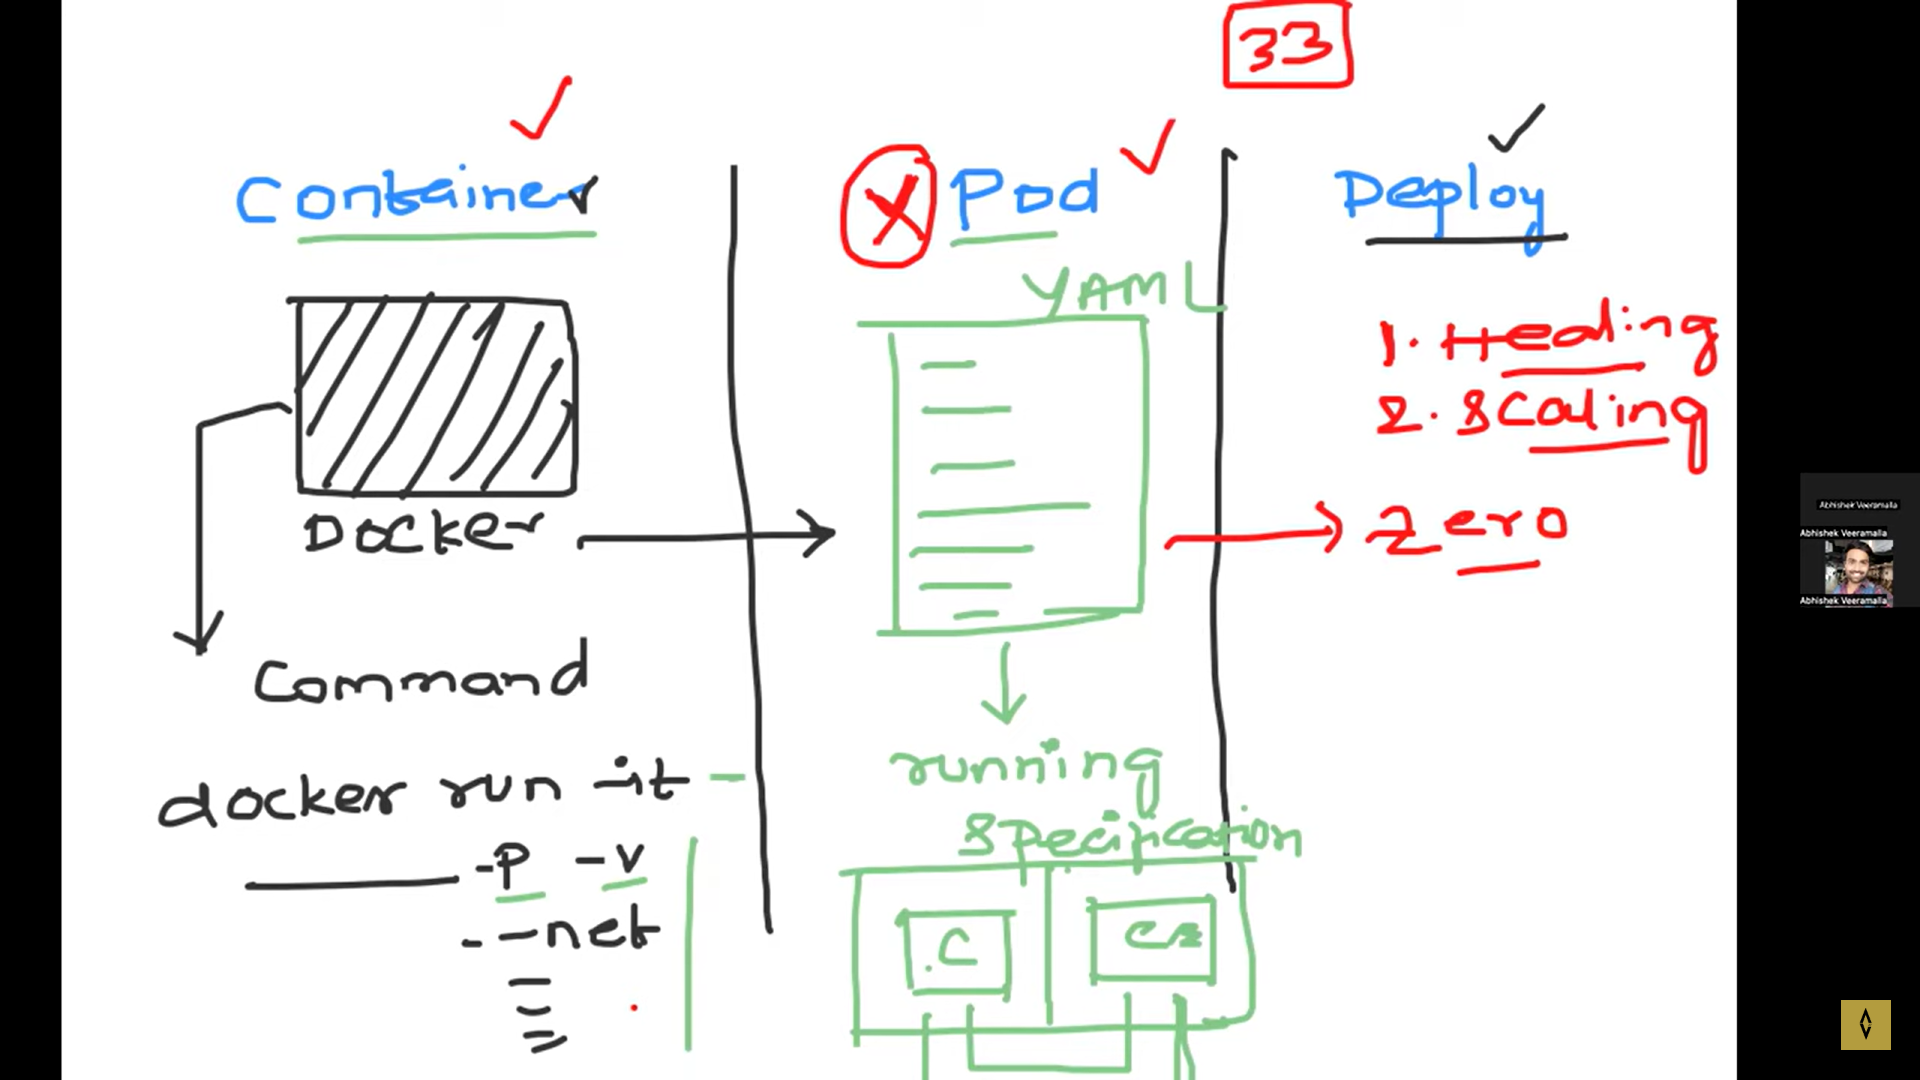 33
Container
Pod
Deploy
YAML
1. Healing
2. Scaling
Zero
Docker
Command
docker run -it -
-P -v
--net
running
Specification
C
C2
Abhishek Veeramalla
Abhishek Veeramalla
Abhishek Veeramalla